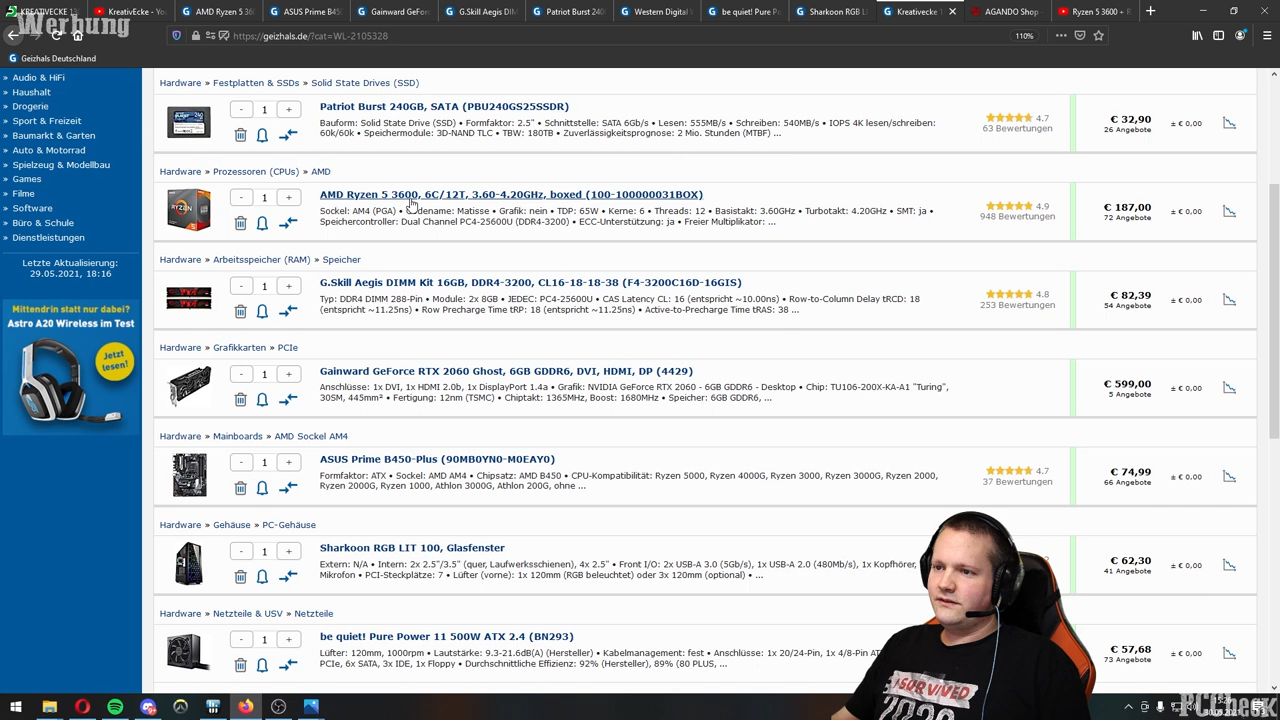 Werbung
KREATIVECKE 1
KreativEcke - You
AMD Ryzen 5 36
ASUS Prime B45
Gainward GeFor
G.Skill Aegis DIM
Patriot Burst 240
Western Digital
be quiet! Pure P
Sharkoon RGB L
Kreativecke 1
AGANDO Shop -
Ryzen 5 3600 + R
https://geizhals.de/?cat=WL-2105328
110%
Geizhals Deutschland
» Audio & HiFi
» Haushalt
» Drogerie
» Sport & Freizeit
» Baumarkt & Garten
» Auto & Motorrad
» Spielzeug & Modellbau
» Games
» Filme
» Software
» Büro & Schule
» Dienstleistungen
Letzte Aktualisierung:
29.05.2021, 18:16
Mittendrin statt nur dabei?
Astro A20 Wireless im Test
Jetzt
lesen!
Hardware » Festplatten & SSDs » Solid State Drives (SSD)
- 1 +
Patriot Burst 240GB, SATA (PBU240GS25SSDR)
Bauform: Solid State Drive (SSD) • Formfaktor: 2.5" • Schnittstelle: SATA 6Gb/s • Lesen: 555MB/s • Schreiben: 540MB/s • IOPS 4K lesen/schreiben:
60k/60k • Speichermodule: 3D-NAND TLC • TBW: 180TB • Zuverlässigkeitsprognose: 2 Mio. Stunden (MTBF) ...
4.7
63 Bewertungen
€ 32,90
26 Angebote
± € 0,00
Hardware » Prozessoren (CPUs) » AMD
- 1 +
AMD Ryzen 5 3600, 6C/12T, 3.60-4.20GHz, boxed (100-100000031BOX)
Sockel: AM4 (PGA) • Codename: Matisse • Grafik: nein • TDP: 65W • Kerne: 6 • Threads: 12 • Basistakt: 3.60GHz • Turbotakt: 4.20GHz • SMT: ja •
Speichercontroller: Dual Channel PC4-25600U (DDR4-3200) • ECC-Unterstützung: ja • Freier Multiplikator: ...
4.9
948 Bewertungen
€ 187,00
72 Angebote
± € 0,00
Hardware » Arbeitsspeicher (RAM) » Speicher
- 1 +
G.Skill Aegis DIMM Kit 16GB, DDR4-3200, CL16-18-18-38 (F4-3200C16D-16GIS)
Typ: DDR4 DIMM 288-Pin • Module: 2x 8GB • JEDEC: PC4-25600U • CAS Latency CL: 16 (entspricht ~10.00ns) • Row-to-Column Delay tRCD: 18
(entspricht ~11.25ns) • Row Precharge Time tRP: 18 (entspricht ~11.25ns) • Active-to-Precharge Time tRAS: 38 ...
4.8
253 Bewertungen
€ 82,39
54 Angebote
± € 0,00
Hardware » Grafikkarten » PCIe
- 1 +
Gainward GeForce RTX 2060 Ghost, 6GB GDDR6, DVI, HDMI, DP (4429)
Anschlüsse: 1x DVI, 1x HDMI 2.0b, 1x DisplayPort 1.4a • Grafik: NVIDIA GeForce RTX 2060 - 6GB GDDR6 - Desktop • Chip: TU106-200X-KA-A1 "Turing",
30SM, 445mm² • Fertigung: 12nm (TSMC) • Chiptakt: 1365MHz, Boost: 1680MHz • Speicher: 6GB GDDR6, ...
€ 599,00
5 Angebote
± € 0,00
Hardware » Mainboards » AMD Sockel AM4
- 1 +
ASUS Prime B450-Plus (90MB0YN0-M0EAY0)
Formfaktor: ATX • Sockel: AMD AM4 • Chipsatz: AMD B450 • CPU-Kompatibilität: Ryzen 5000, Ryzen 4000G, Ryzen 3000, Ryzen 3000G, Ryzen 2000,
Ryzen 2000G, Ryzen 1000, Athlon 3000G, Athlon 200G, ohne ...
4.7
37 Bewertungen
€ 74,99
66 Angebote
± € 0,00
Hardware » Gehäuse » PC-Gehäuse
- 1 +
Sharkoon RGB LIT 100, Glasfenster
Extern: N/A • Intern: 2x 2.5"/3.5" (quer, Laufwerksschienen), 4x 2.5" • Front I/O: 2x USB-A 3.0 (5Gb/s), 1x USB-A 2.0 (480Mb/s), 1x Kopfhörer,
Mikrofon • PCI-Steckplätze: 7 • Lüfter (vorne): 1x 120mm (RGB beleuchtet) oder 3x 120mm (optional) • ...
€ 62,30
41 Angebote
± € 0,00
Hardware » Netzteile & USV » Netzteile
- 1 +
be quiet! Pure Power 11 500W ATX 2.4 (BN293)
Lüfter: 120mm, 1000rpm • Lautstärke: 9.3-21.6dB(A) (Hersteller) • Kabelmanagement: fest • Anschlüsse: 1x 20/24-Pin, 1x 4/8-Pin
PCIe, 6x SATA, 3x IDE, 1x Floppy • Durchschnittliche Effizienz: 92% (Hersteller), 89% (80 PLUS, ...
€ 57,68
73 Angebote
± € 0,00
I SURVIVED
PCCheck